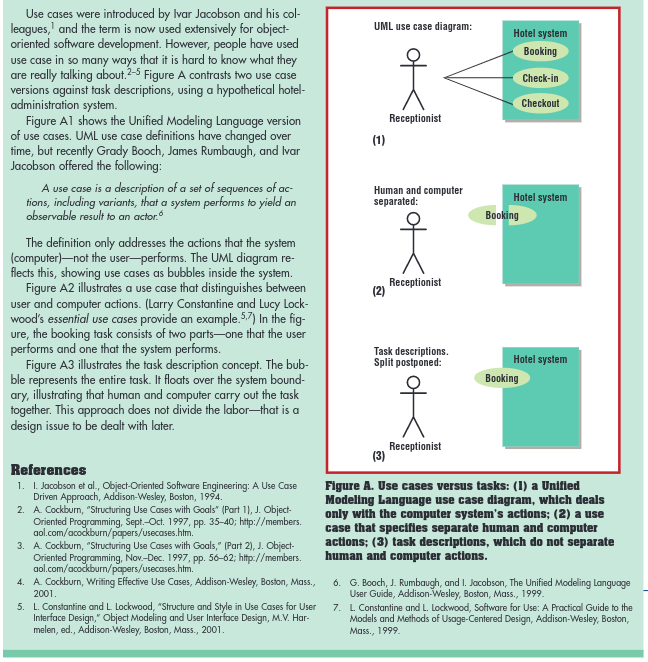 Use cases were introduced by Ivar Jacobson and his col-
leagues,1 and the term is now used extensively for object-
oriented software development. However, people have used
use case in so many ways that it is hard to know what they
are really talking about.2–5 Figure A contrasts two use case
versions against task descriptions, using a hypothetical hotel-
administration system.
Figure A1 shows the Unified Modeling Language version
of use cases. UML use case definitions have changed over
time, but recently Grady Booch, James Rumbaugh, and Ivar
Jacobson offered the following:
A use case is a description of a set of sequences of ac-
tions, including variants, that a system performs to yield an
observable result to an actor.6
The definition only addresses the actions that the system
(computer)—not the user—performs. The UML diagram re-
flects this, showing use cases as bubbles inside the system.
Figure A2 illustrates a use case that distinguishes between
user and computer actions. (Larry Constantine and Lucy Lock-
wood's essential use cases provide an example.5,7) In the fig-
ure, the booking task consists of two parts—one that the user
performs and one that the system performs.
Figure A3 illustrates the task description concept. The bub-
ble represents the entire task. It floats over the system bound-
ary, illustrating that human and computer carry out the task
together. This approach does not divide the labor—that is a
design issue to be dealt with later.
References
1. I. Jacobson et al., Object-Oriented Software Engineering: A Use Case
Driven Approach, Addison-Wesley, Boston, 1994.
2. A. Cockburn, "Structuring Use Cases with Goals" (Part 1), J. Object-
Oriented Programming, Sept.–Oct. 1997, pp. 35–40; http://members.
aol.com/acockburn/papers/usecases.htm.
3. A. Cockburn, "Structuring Use Cases with Goals," (Part 2), J. Object-
Oriented Programming, Nov.–Dec. 1997, pp. 56–62; http://members.
aol.com/acockburn/papers/usecases.htm.
4. A. Cockburn, Writing Effective Use Cases, Addison-Wesley, Boston, Mass.,
2001.
5. L. Constantine and L. Lockwood, "Structure and Style in Use Cases for User
Interface Design," Object Modeling and User Interface Design, M.V. Har-
melen, ed., Addison-Wesley, Boston, Mass., 2001.
UML use case diagram:
Hotel system
Booking
Check-in
Checkout
Receptionist
(1)
Human and computer
separated:
Hotel system
Booking
Receptionist
(2)
Task descriptions.
Split postponed:
Hotel system
Booking
Receptionist
(3)
Figure A. Use cases versus tasks: (1) a Unified
Modeling Language use case diagram, which deals
only with the computer system's actions; (2) a use
case that specifies separate human and computer
actions; (3) task descriptions, which do not separate
human and computer actions.
6. G. Booch, J. Rumbaugh, and I. Jacobson, The Unified Modeling Language
User Guide, Addison-Wesley, Boston, Mass., 1999.
7. L. Constantine and L. Lockwood, Software for Use: A Practical Guide to the
Models and Methods of Usage-Centered Design, Addison-Wesley, Boston,
Mass., 1999.